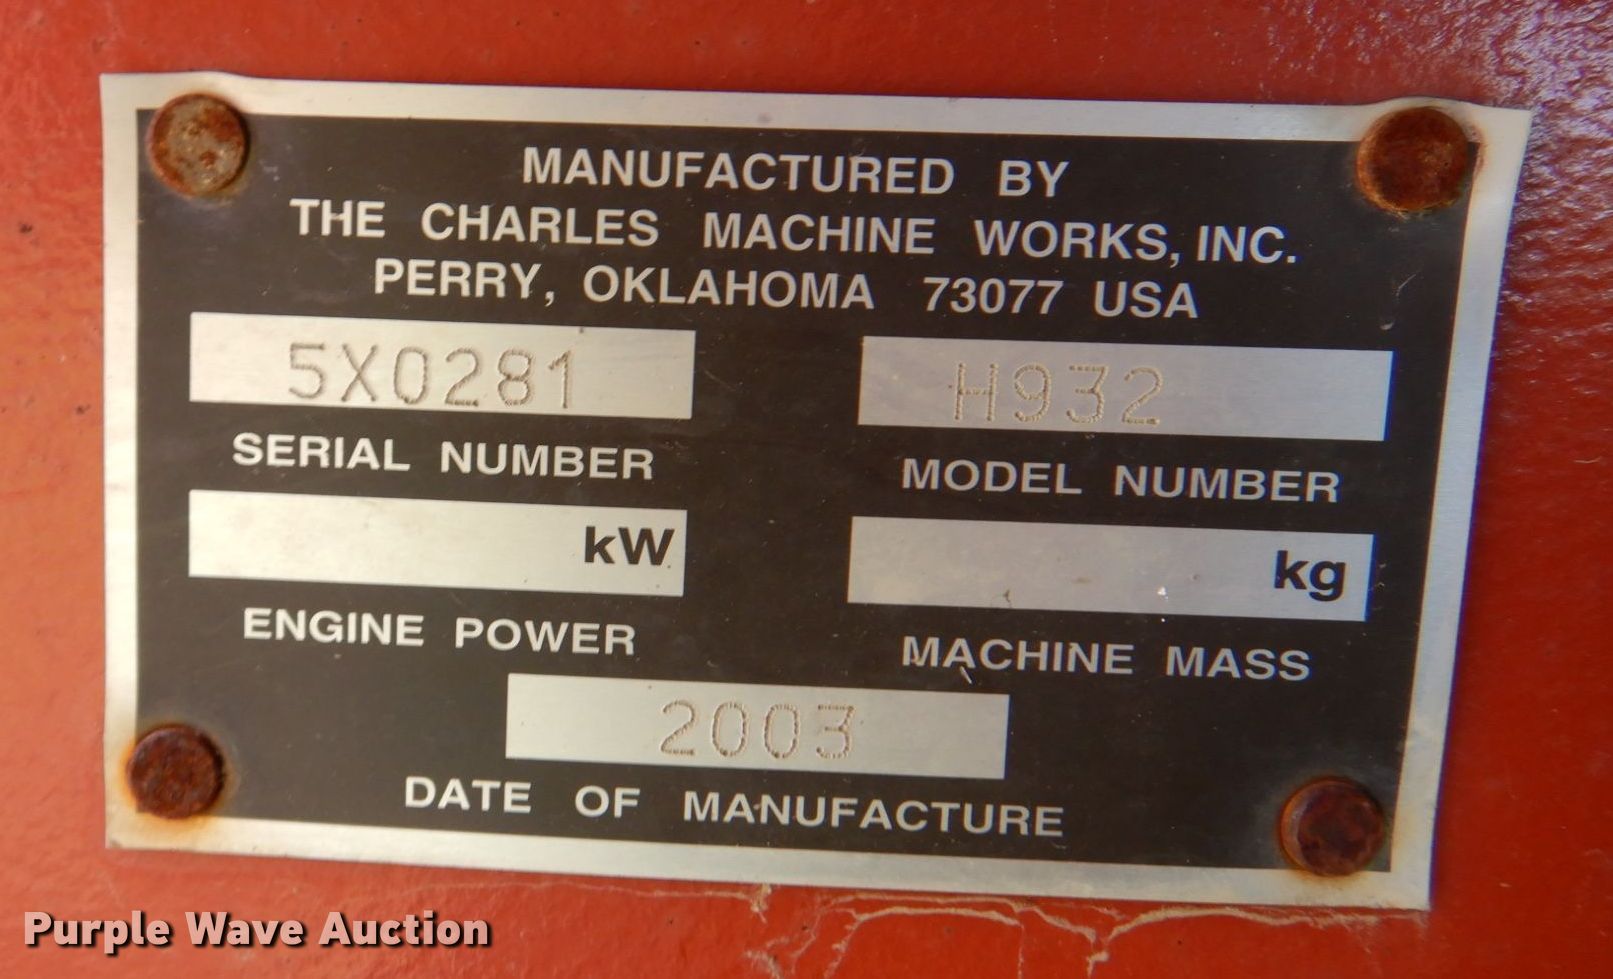 MANUFACTURED BY
THE CHARLES MACHINE WORKS, INC.
PERRY, OKLAHOMA 73077 USA
5X0281 H932
SERIAL NUMBER MODEL NUMBER
kW kg
ENGINE POWER MACHINE MASS
2003
DATE OF MANUFACTURE
Purple Wave Auction